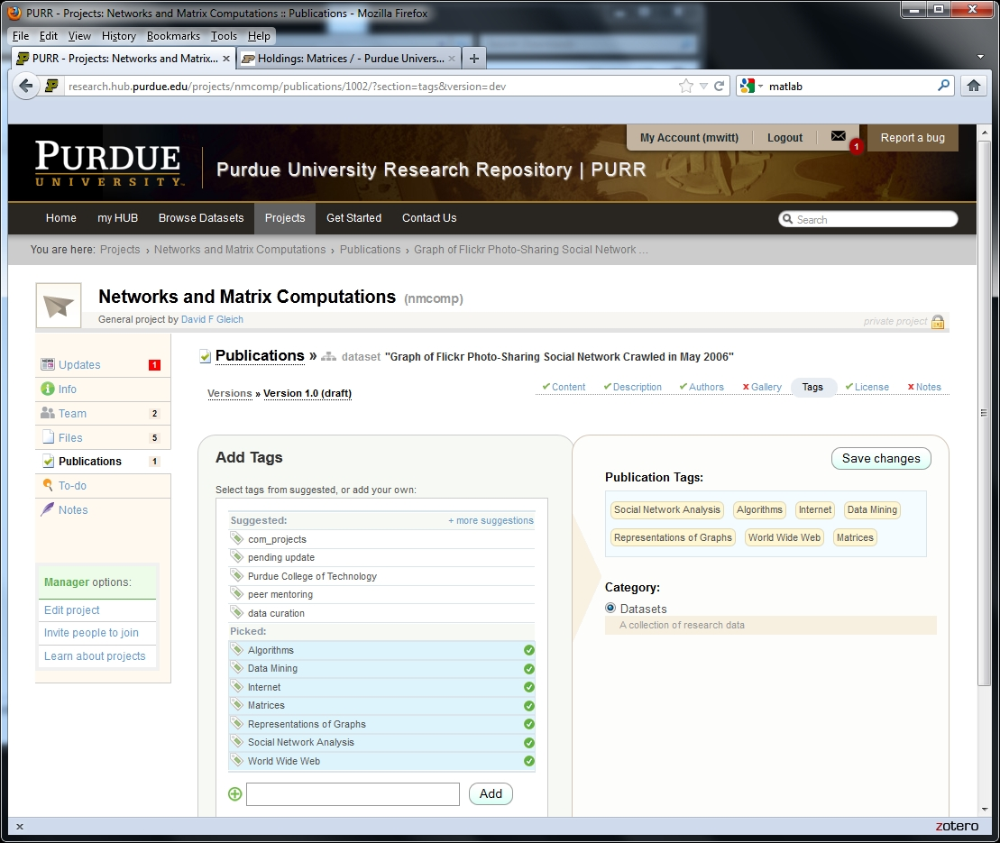 PURR - Projects: Networks and Matrix Computations :: Publications - Mozilla Firefox
File Edit View History Bookmarks Tools Help
PURR - Projects: Networks and Matrix... × Holdings: Matrices / - Purdue Univers... × +
research.hub.purdue.edu/projects/nmcomp/publications/1002/?section=tags&version=dev matlab
My Account (mwitt) Logout 1 Report a bug
PURDUE
UNIVERSITY
Purdue University Research Repository | PURR
Home my HUB Browse Datasets Projects Get Started Contact Us Search
You are here: Projects › Networks and Matrix Computations › Publications › Graph of Flickr Photo-Sharing Social Network ...
Networks and Matrix Computations (nmcomp)
General project by David F Gleich private project
Updates 1
Info
Team 2
Files 5
Publications 1
To-do
Notes
Manager options:
Edit project
Invite people to join
Learn about projects
Publications » dataset "Graph of Flickr Photo-Sharing Social Network Crawled in May 2006"
Versions » Version 1.0 (draft)
Content Description Authors Gallery Tags License Notes
Add Tags
Select tags from suggested, or add your own:
Suggested: + more suggestions
com_projects
pending update
Purdue College of Technology
peer mentoring
data curation
Picked:
Algorithms
Data Mining
Internet
Matrices
Representations of Graphs
Social Network Analysis
World Wide Web
Add
Save changes
Publication Tags:
Social Network Analysis Algorithms Internet Data Mining
Representations of Graphs World Wide Web Matrices
Category:
Datasets
A collection of research data
× zotero